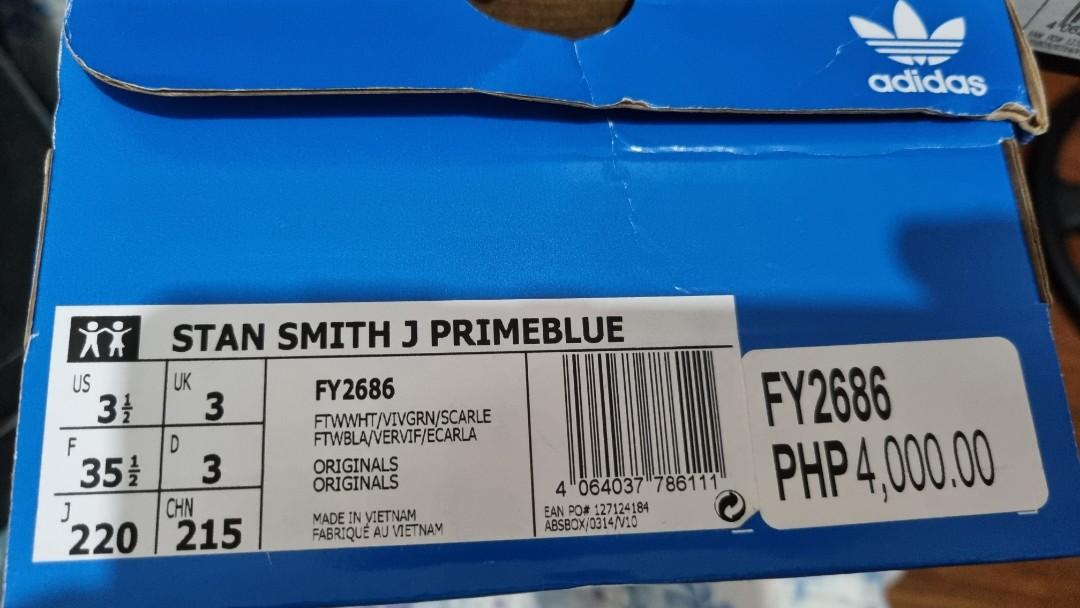 adidas
STAN SMITH J PRIMEBLUE
US
3½
UK
3
F
35½
D
3
J
220
CHN
215
FY2686
FTWWHT/VIVGRN/SCARLE
FTWBLA/VERVIF/ECARLA
ORIGINALS
ORIGINALS
MADE IN VIETNAM
FABRIQUÉ AU VIETNAM
4 064037 786111
EAN PO# 127124184
ABSBOX/0314/V10
FY2686
PHP 4,000.00